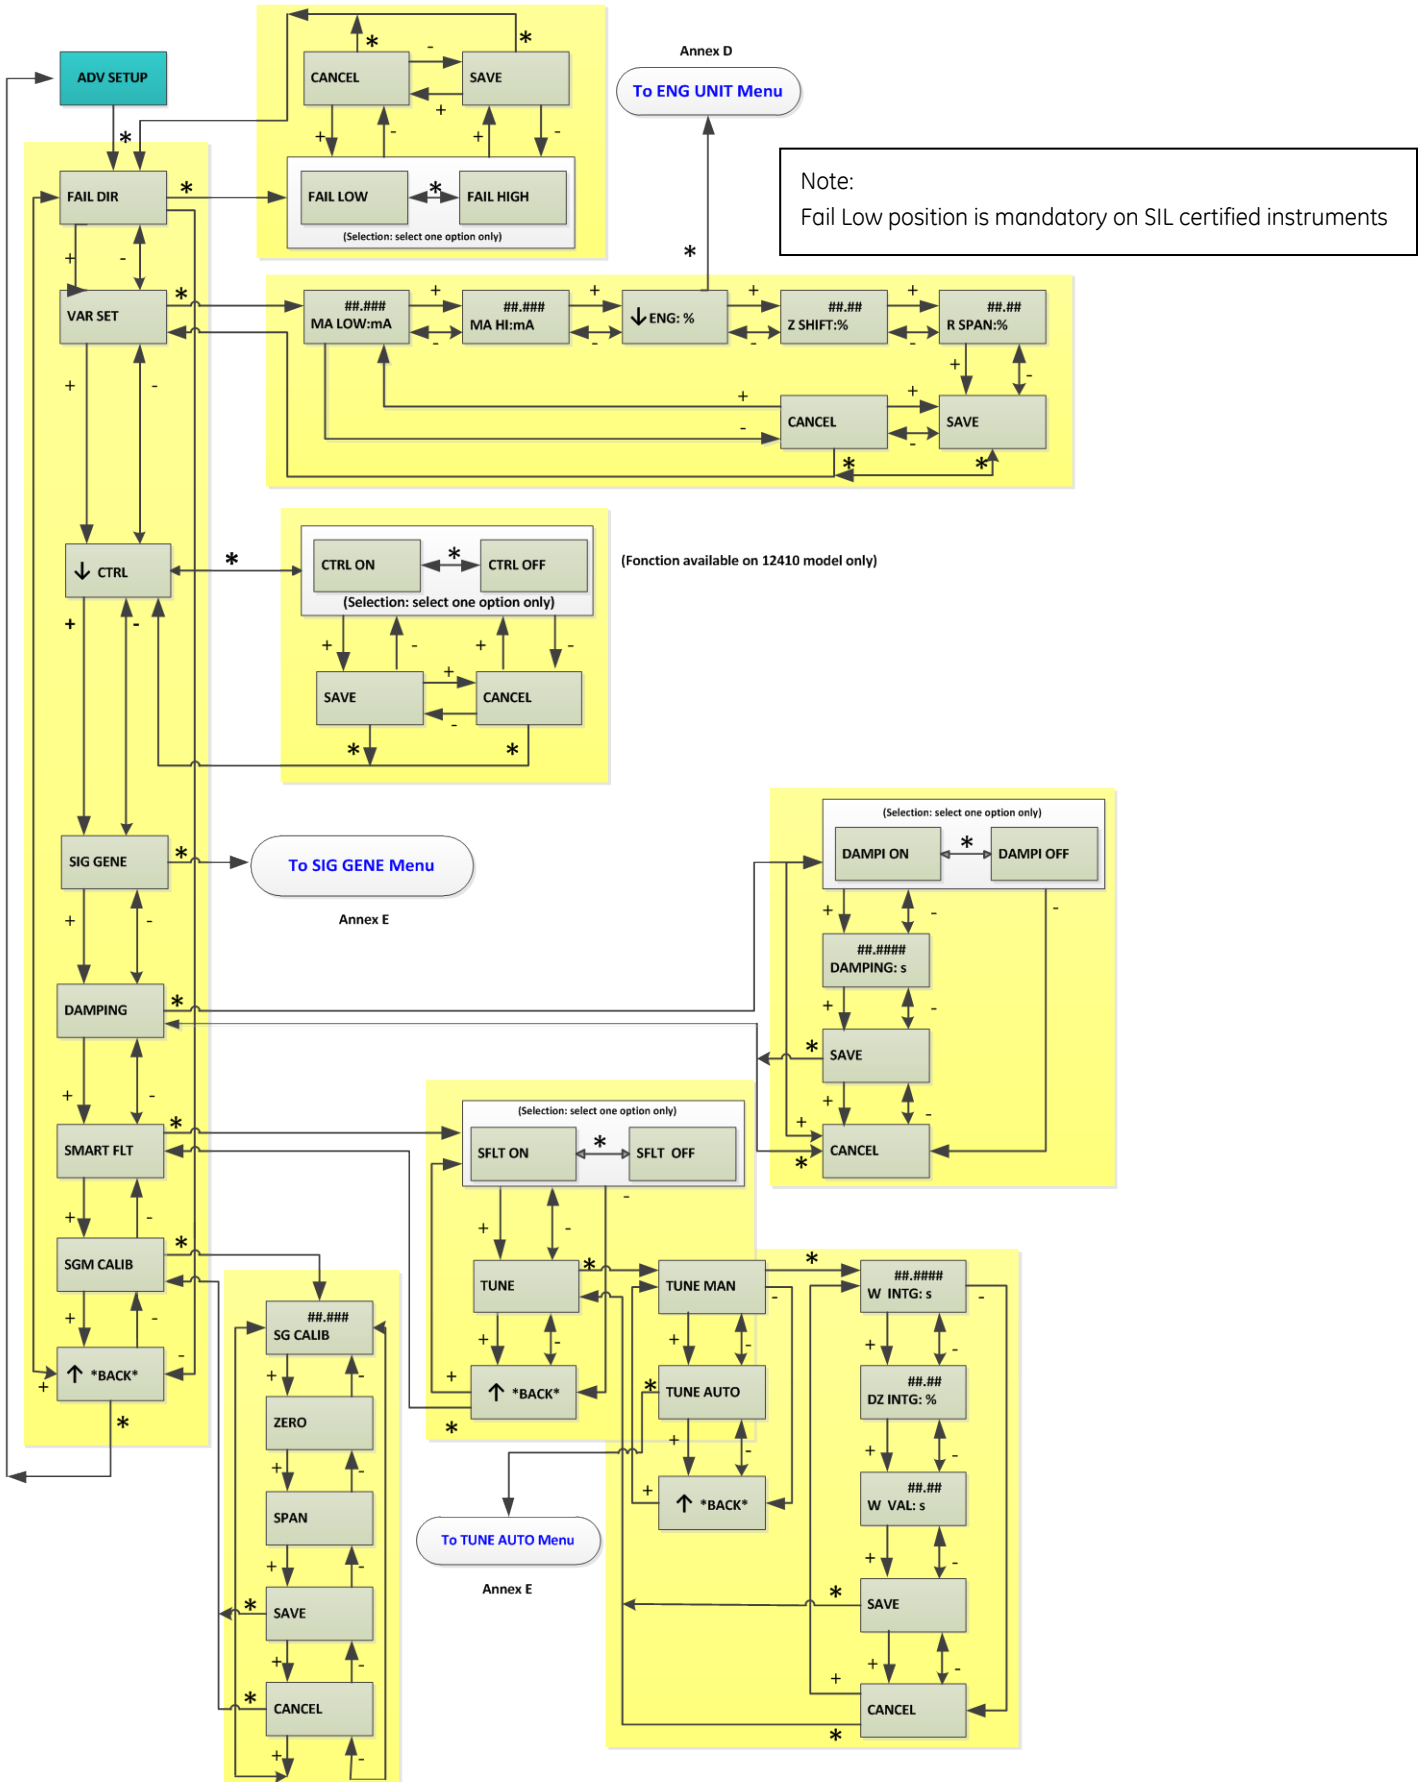 ADV SETUP
*
FAIL DIR
*
+
-
VAR SET
*
+
-
↓ CTRL
*
+
-
SIG GENE
*
+
-
DAMPING
*
+
-
SMART FLT
*
+
-
SGM CALIB
*
+
-
-
↑ *BACK*
+
*
*
*
CANCEL
-
SAVE
+
+
-
+
-
FAIL LOW
*
FAIL HIGH
(Selection: select one option only)
Annex D
To ENG UNIT Menu
*
Note:
Fail Low position is mandatory on SIL certified instruments
##.###
MA LOW:mA
+
-
##.###
MA HI:mA
+
-
↓ ENG: %
+
-
##.##
Z SHIFT:%
+
-
##.##
R SPAN:%
+
-
+
-
CANCEL
+
-
SAVE
*
*
CTRL ON
*
CTRL OFF
(Selection: select one option only)
(Fonction available on 12410 model only)
+
-
+
-
SAVE
+
-
CANCEL
*
*
To SIG GENE Menu
Annex E
(Selection: select one option only)
DAMPI ON
*
DAMPI OFF
+
-
-
##.####
DAMPING: s
+
-
*
SAVE
+
-
+
*
CANCEL
(Selection: select one option only)
SFLT ON
*
SFLT OFF
+
-
-
TUNE
*
+
-
+
↑ *BACK*
*
TUNE MAN
*
-
+
-
*
TUNE AUTO
+
-
+
↑ *BACK*
To TUNE AUTO Menu
Annex E
##.####
W INTG: s
-
+
-
##.##
DZ INTG: %
+
-
##.##
W VAL: s
+
-
*
SAVE
+
-
+
CANCEL
*
##.###
SG CALIB
+
-
ZERO
+
-
SPAN
+
-
*
SAVE
+
-
*
CANCEL
+
-